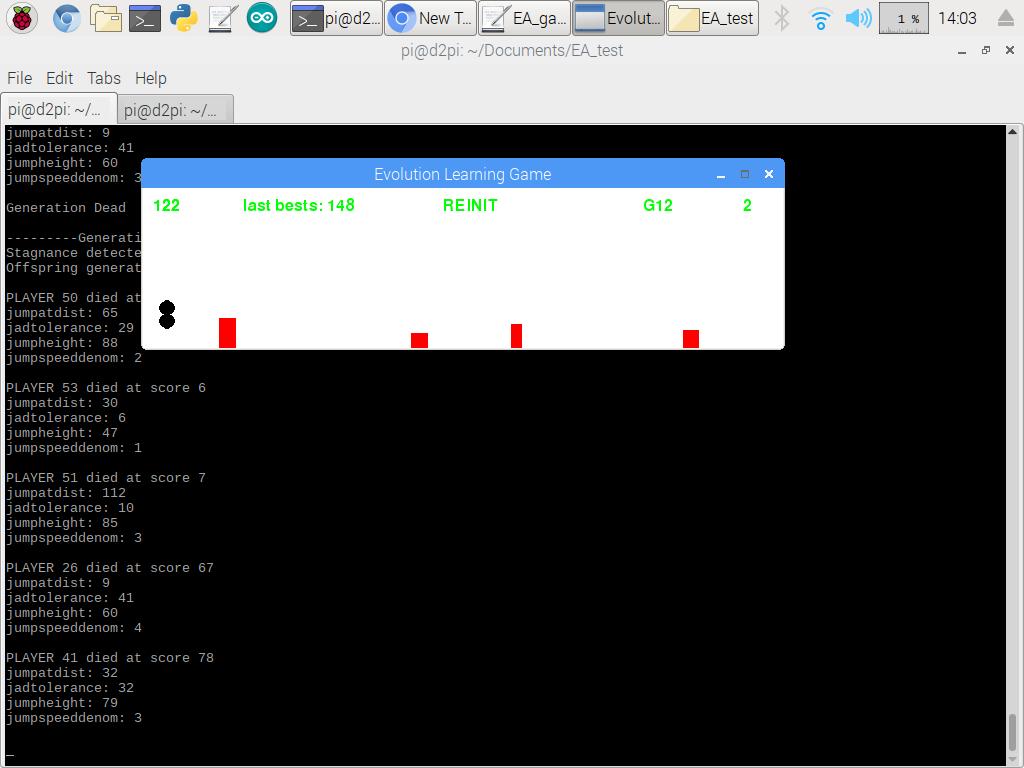 pi@d2...
New T...
EA_ga...
Evolut...
EA_test
1 %
14:03
pi@d2pi: ~/Documents/EA_test
File Edit Tabs Help
pi@d2pi: ~/... pi@d2pi: ~/...
jumpatdist: 9
jadtolerance: 41
jumpheight: 60
jumpspeeddenom: 3
Generation Dead
---------Generati
Stagnance detecte
Offspring generat
Evolution Learning Game
122 last bests: 148 REINIT G12 2
PLAYER 50 died at
jumpatdist: 65
jadtolerance: 29
jumpheight: 88
jumpspeeddenom: 2
PLAYER 53 died at score 6
jumpatdist: 30
jadtolerance: 6
jumpheight: 47
jumpspeeddenom: 1
PLAYER 51 died at score 7
jumpatdist: 112
jadtolerance: 10
jumpheight: 85
jumpspeeddenom: 3
PLAYER 26 died at score 67
jumpatdist: 9
jadtolerance: 41
jumpheight: 60
jumpspeeddenom: 4
PLAYER 41 died at score 78
jumpatdist: 32
jadtolerance: 32
jumpheight: 79
jumpspeeddenom: 3